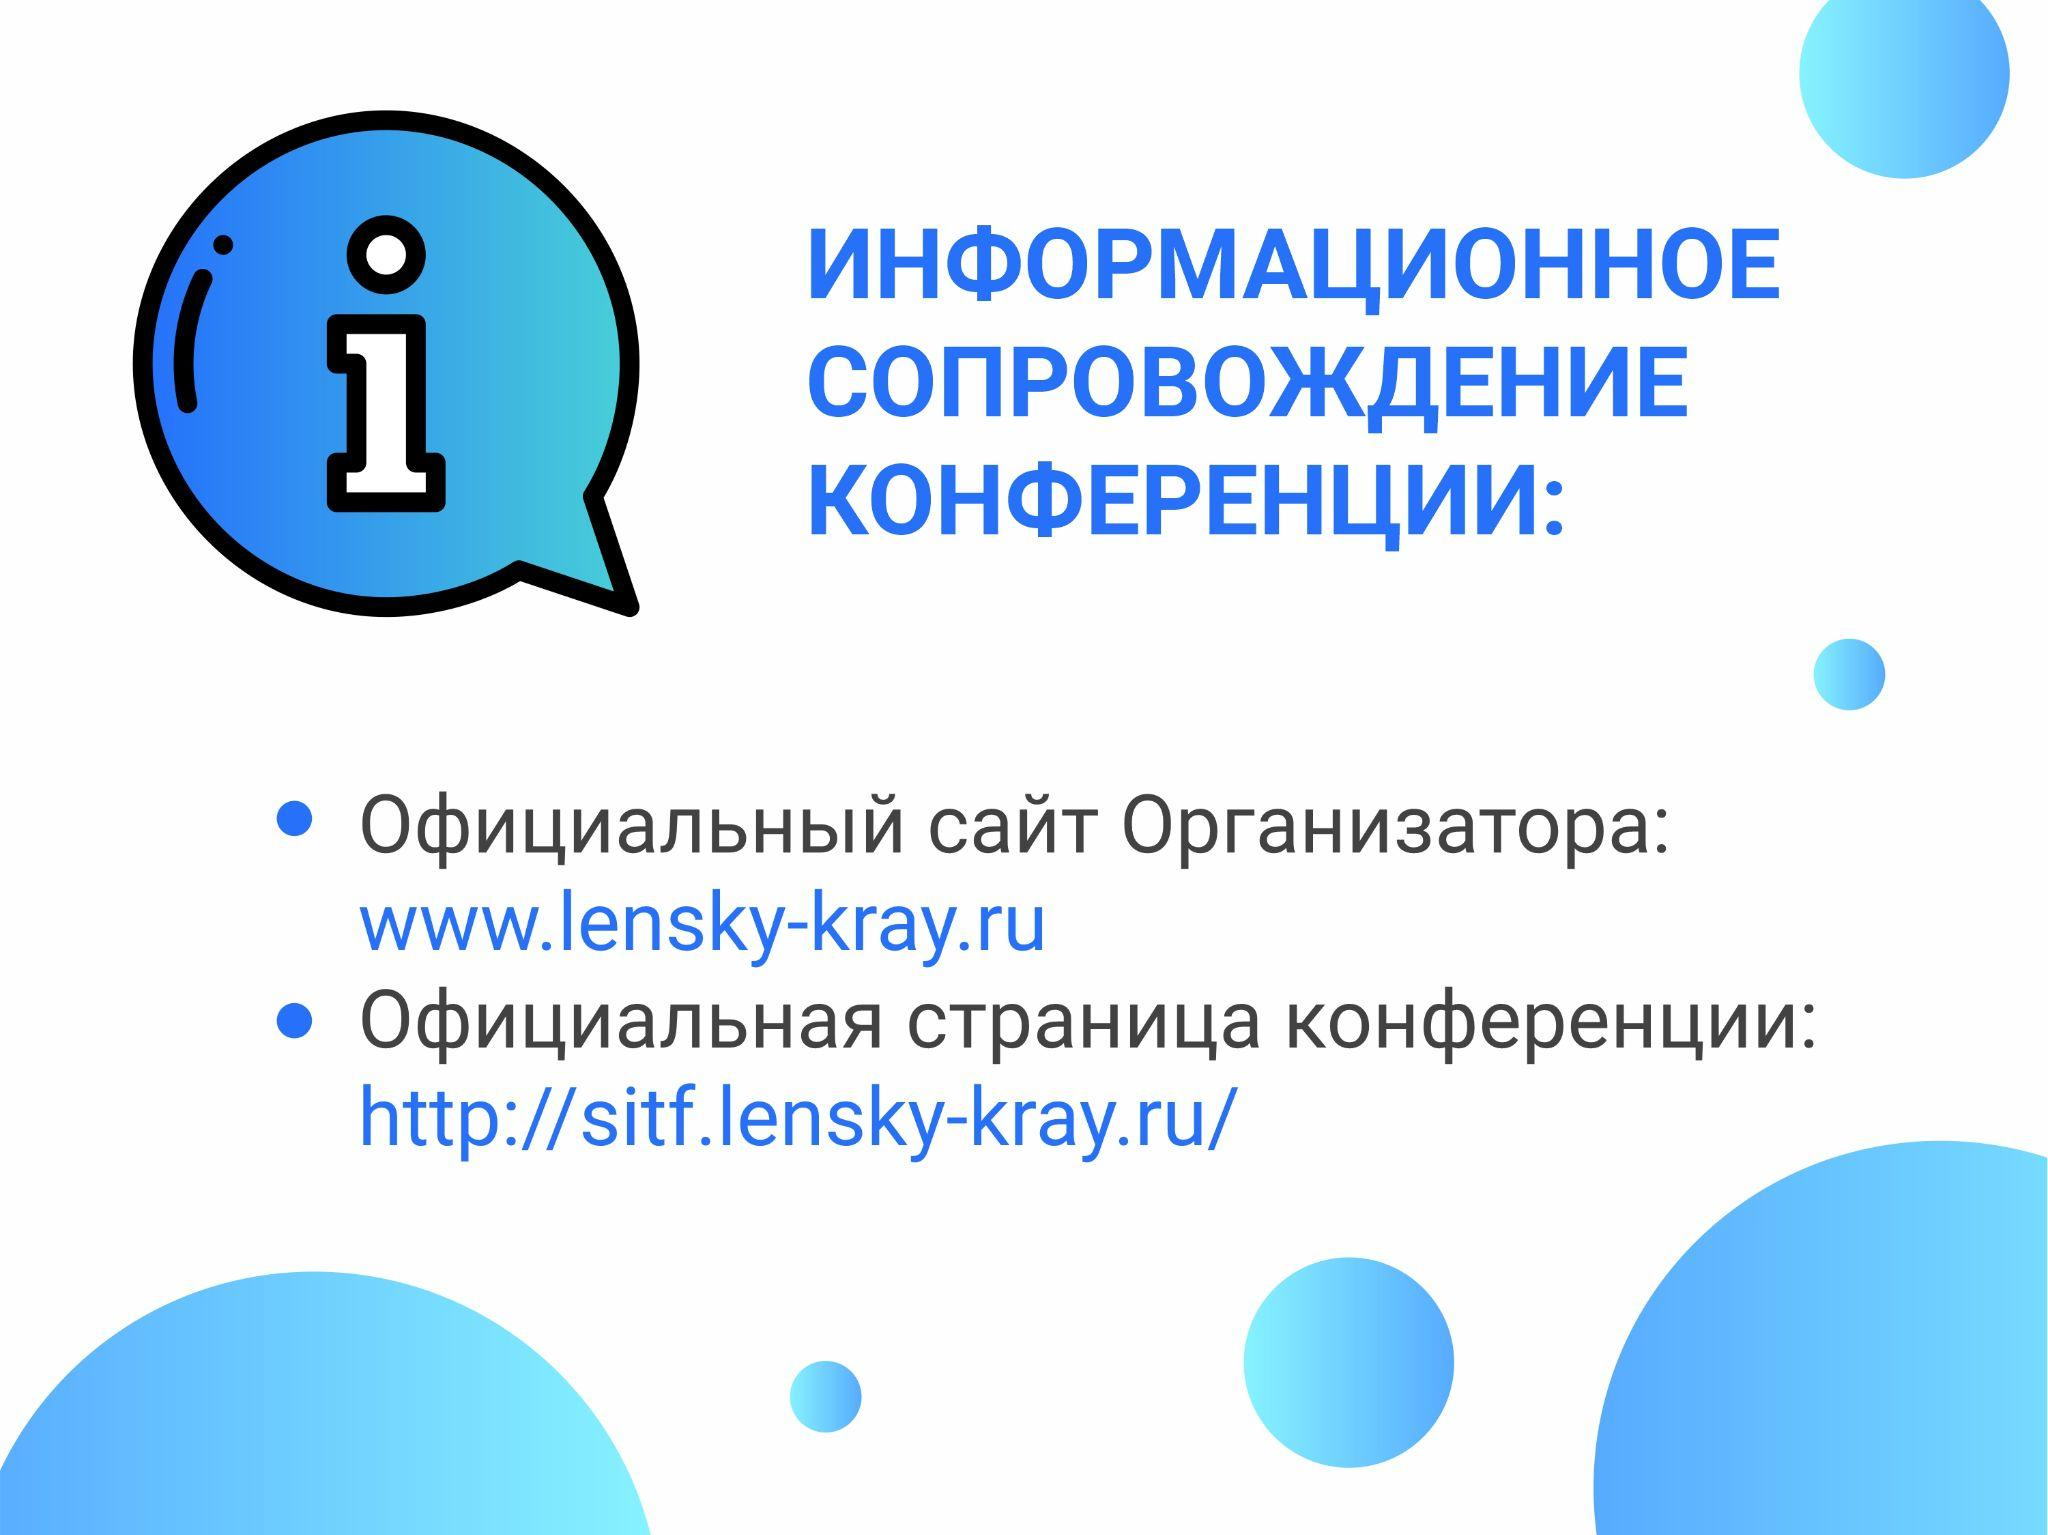 ИНФОРМАЦИОННОЕ
СОПРОВОЖДЕНИЕ
КОНФЕРЕНЦИИ:
• Официальный сайт Организатора:
www.lensky-kray.ru
• Официальная страница конференции:
http://sitf.lensky-kray.ru/